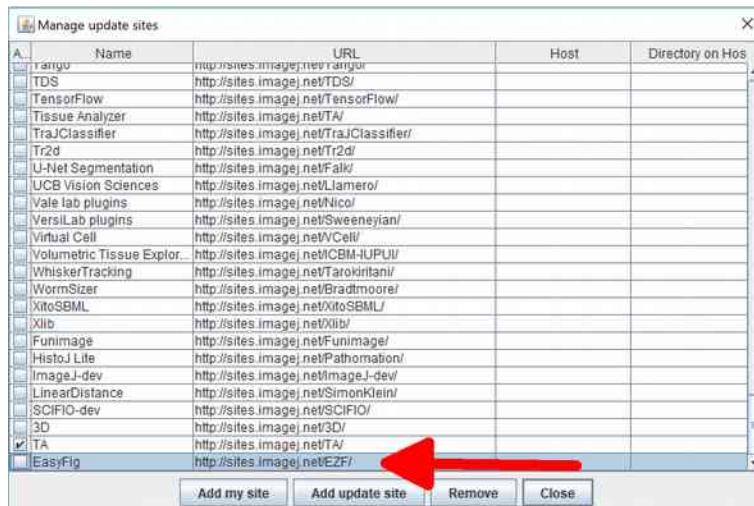 Manage update sites
A... Name URL Host Directory on Hos
Tango http://sites.imagej.net/Tango/
TDS http://sites.imagej.net/TDS/
TensorFlow http://sites.imagej.net/TensorFlow/
Tissue Analyzer http://sites.imagej.net/TA/
TraJClassifier http://sites.imagej.net/TraJClassifier/
Tr2d http://sites.imagej.net/Tr2d/
U-Net Segmentation http://sites.imagej.net/Falk/
UCB Vision Sciences http://sites.imagej.net/Llamero/
Vale lab plugins http://sites.imagej.net/Nico/
VersiLab plugins http://sites.imagej.net/Sweeneyian/
Virtual Cell http://sites.imagej.net/VCell/
Volumetric Tissue Explor... http://sites.imagej.net/ICBM-IUPUI/
WhiskerTracking http://sites.imagej.net/Tarokiritani/
WormSizer http://sites.imagej.net/Bradtmoore/
XitoSBML http://sites.imagej.net/XitoSBML/
Xlib http://sites.imagej.net/Xlib/
Funimage http://sites.imagej.net/Funimage/
HistoJ Lite http://sites.imagej.net/Pathomation/
ImageJ-dev http://sites.imagej.net/ImageJ-dev/
LinearDistance http://sites.imagej.net/SimonKlein/
SCIFIO-dev http://sites.imagej.net/SCIFIO/
3D http://sites.imagej.net/3D/
TA http://sites.imagej.net/TA/
EasyFig http://sites.imagej.net/EZF/
Add my site Add update site Remove Close